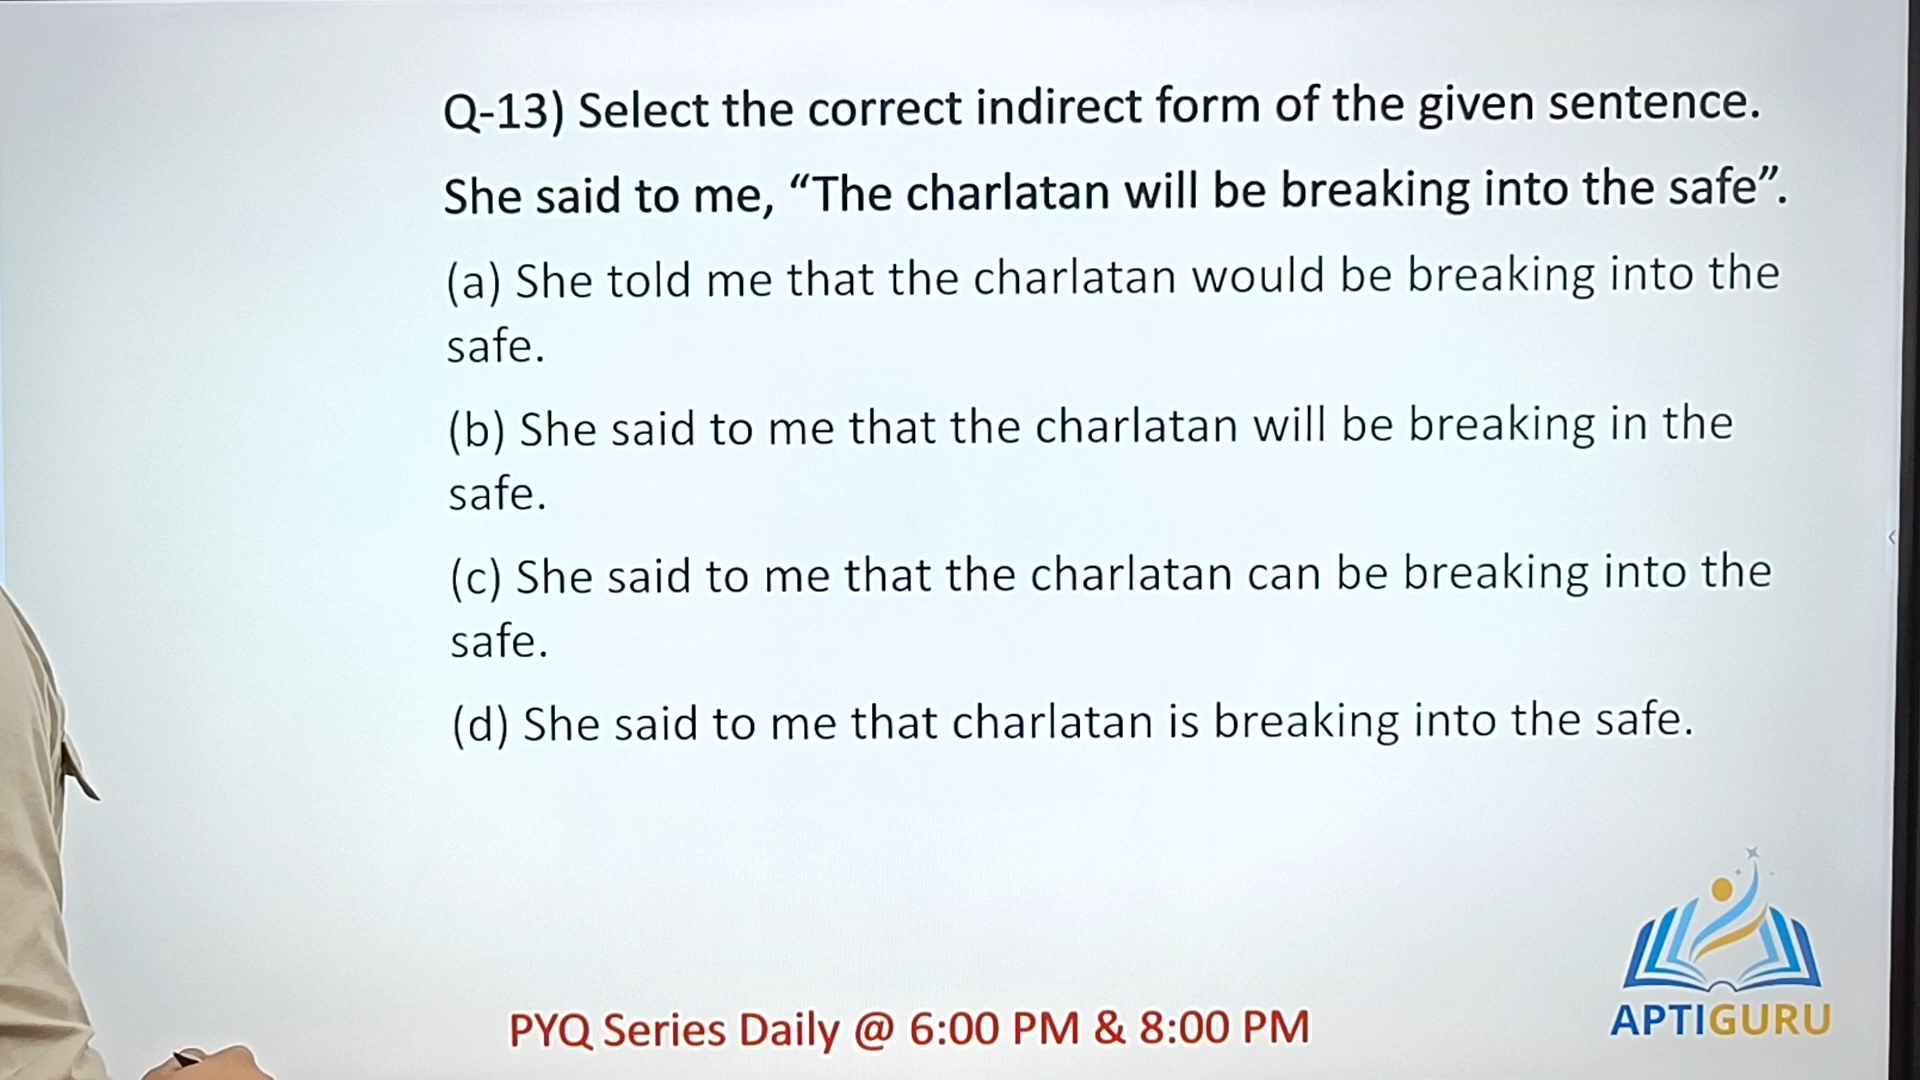 Q-13) Select the correct indirect form of the given sentence.
She said to me, “The charlatan will be breaking into the safe”.
(a) She told me that the charlatan would be breaking into the
safe.
(b) She said to me that the charlatan will be breaking in the
safe.
(c) She said to me that the charlatan can be breaking into the
safe.
(d) She said to me that charlatan is breaking into the safe.
PYQ Series Daily @ 6:00 PM & 8:00 PM
APTIGURU